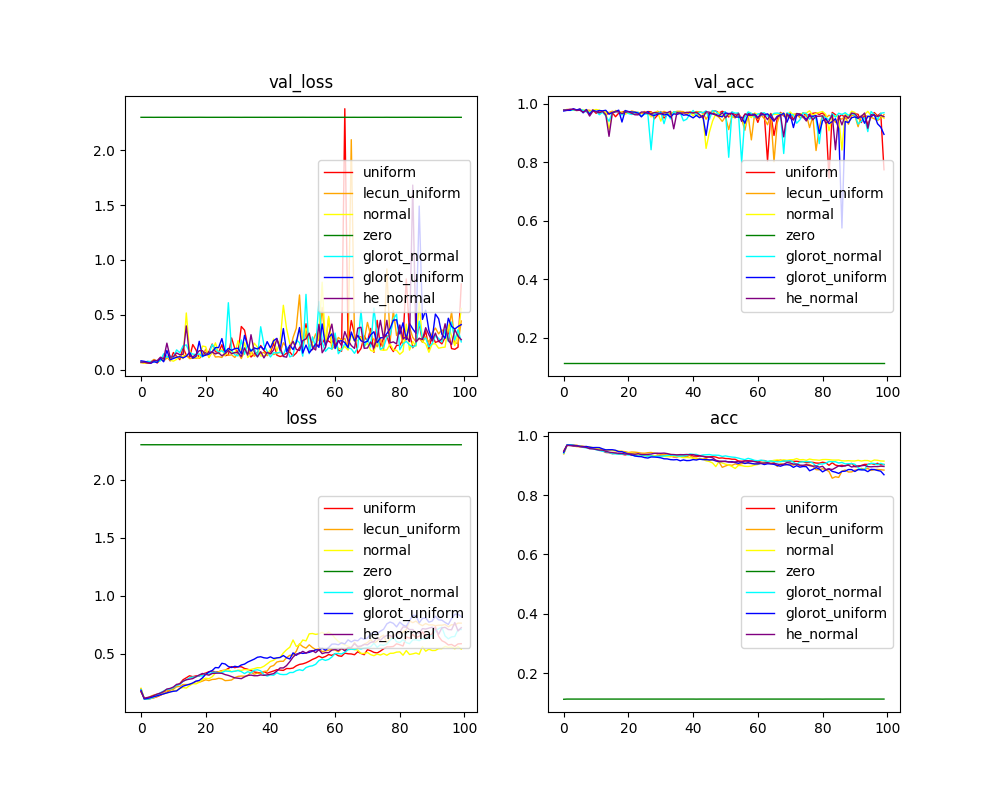 val_loss
2.0
1.5
1.0
0.5
0.0
0 20 40 60 80 100
uniform
lecun_uniform
normal
zero
glorot_normal
glorot_uniform
he_normal
val_acc
1.0
0.8
0.6
0.4
0.2
0 20 40 60 80 100
uniform
lecun_uniform
normal
zero
glorot_normal
glorot_uniform
he_normal
loss
2.0
1.5
1.0
0.5
0 20 40 60 80 100
uniform
lecun_uniform
normal
zero
glorot_normal
glorot_uniform
he_normal
acc
1.0
0.8
0.6
0.4
0.2
0 20 40 60 80 100
uniform
lecun_uniform
normal
zero
glorot_normal
glorot_uniform
he_normal